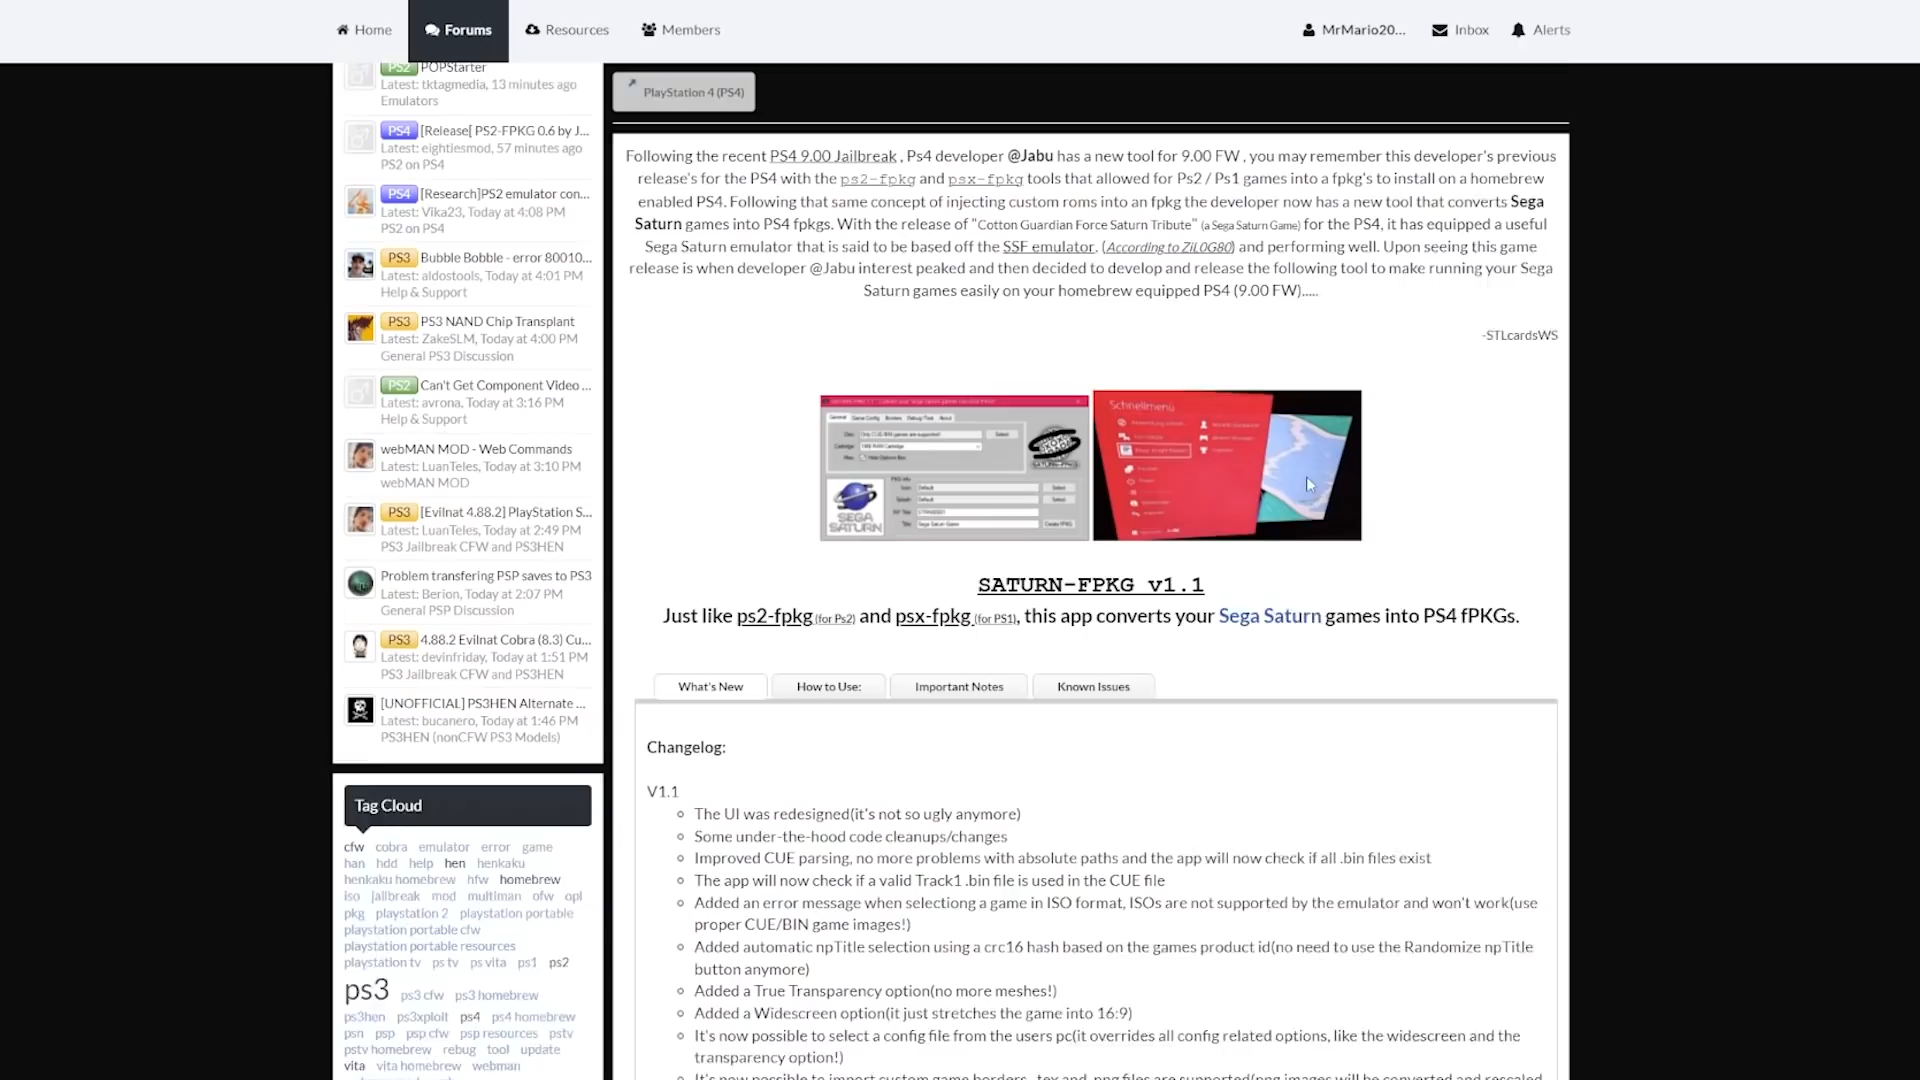 Home
Forums
Resources
Members
MrMario20...
Inbox
Alerts
PS2 POPStarter
Latest: tktagmedia, 13 minutes ago
Emulators
PS4 [Release[ PS2-FPKG 0.6 by J...
Latest: eightiesmod, 57 minutes ago
PS2 on PS4
PS4 [Research]PS2 emulator con...
Latest: Vika23, Today at 4:08 PM
PS2 on PS4
PS3 Bubble Bobble - error 80010...
Latest: aldostools, Today at 4:01 PM
Help & Support
PS3 PS3 NAND Chip Transplant
Latest: ZakeSLM, Today at 4:00 PM
General PS3 Discussion
PS2 Can't Get Component Video ...
Latest: avrona, Today at 3:16 PM
Help & Support
webMAN MOD - Web Commands
Latest: LuanTeles, Today at 3:10 PM
webMAN MOD
PS3 [Evilnat 4.88.2] PlayStation S...
Latest: LuanTeles, Today at 2:49 PM
PS3 Jailbreak CFW and PS3HEN
Problem transfering PSP saves to PS3
Latest: Berion, Today at 2:07 PM
General PSP Discussion
PS3 4.88.2 Evilnat Cobra (8.3) Cu...
Latest: devinfriday, Today at 1:51 PM
PS3 Jailbreak CFW and PS3HEN
[UNOFFICIAL] PS3HEN Alternate ...
Latest: bucanero, Today at 1:46 PM
PS3HEN (nonCFW PS3 Models)
Tag Cloud
cfw cobra emulator error game
han hdd help hen henkaku
henkaku homebrew hfw homebrew
iso jailbreak mod multiman ofw opl
pkg playstation 2 playstation portable
playstation portable cfw
playstation portable resources
playstation tv ps tv ps vita ps1 ps2
ps3 ps3 cfw ps3 homebrew
ps3hen ps3xploit ps4 ps4 homebrew
psn psp psp cfw psp resources pstv
pstv homebrew rebug tool update
vita vita homebrew webman
PlayStation 4 (PS4)
Following the recent PS4 9.00 Jailbreak , Ps4 developer @Jabu has a new tool for 9.00 FW , you may remember this developer's previous
release's for the PS4 with the ps2-fpkg and psx-fpkg tools that allowed for Ps2 / Ps1 games into a fpkg's to install on a homebrew
enabled PS4. Following that same concept of injecting custom roms into an fpkg the developer now has a new tool that converts Sega
Saturn games into PS4 fpkgs. With the release of "Cotton Guardian Force Saturn Tribute" (a Sega Saturn Game) for the PS4, it has equipped a useful
Sega Saturn emulator that is said to be based off the SSF emulator. (According to ZiL0G80) and performing well. Upon seeing this game
release is when developer @Jabu interest peaked and then decided to develop and release the following tool to make running your Sega
Saturn games easily on your homebrew equipped PS4 (9.00 FW).....
-STLcardsWS
Schnellmenü
SEGA
SATURN
SATURN-FPKG v1.1
Just like ps2-fpkg (for Ps2) and psx-fpkg (for PS1), this app converts your Sega Saturn games into PS4 fPKGs.
What's New
How to Use:
Important Notes
Known Issues
Changelog:
V1.1
The UI was redesigned(it's not so ugly anymore)
Some under-the-hood code cleanups/changes
Improved CUE parsing, no more problems with absolute paths and the app will now check if all .bin files exist
The app will now check if a valid Track1 .bin file is used in the CUE file
Added an error message when selectiong a game in ISO format, ISOs are not supported by the emulator and won't work(use
proper CUE/BIN game images!)
Added automatic npTitle selection using a crc16 hash based on the games product id(no need to use the Randomize npTitle
button anymore)
Added a True Transparency option(no more meshes!)
Added a Widescreen option(it just stretches the game into 16:9)
It's now possible to select a config file from the users pc(it overrides all config related options, like the widescreen and the
transparency option!)